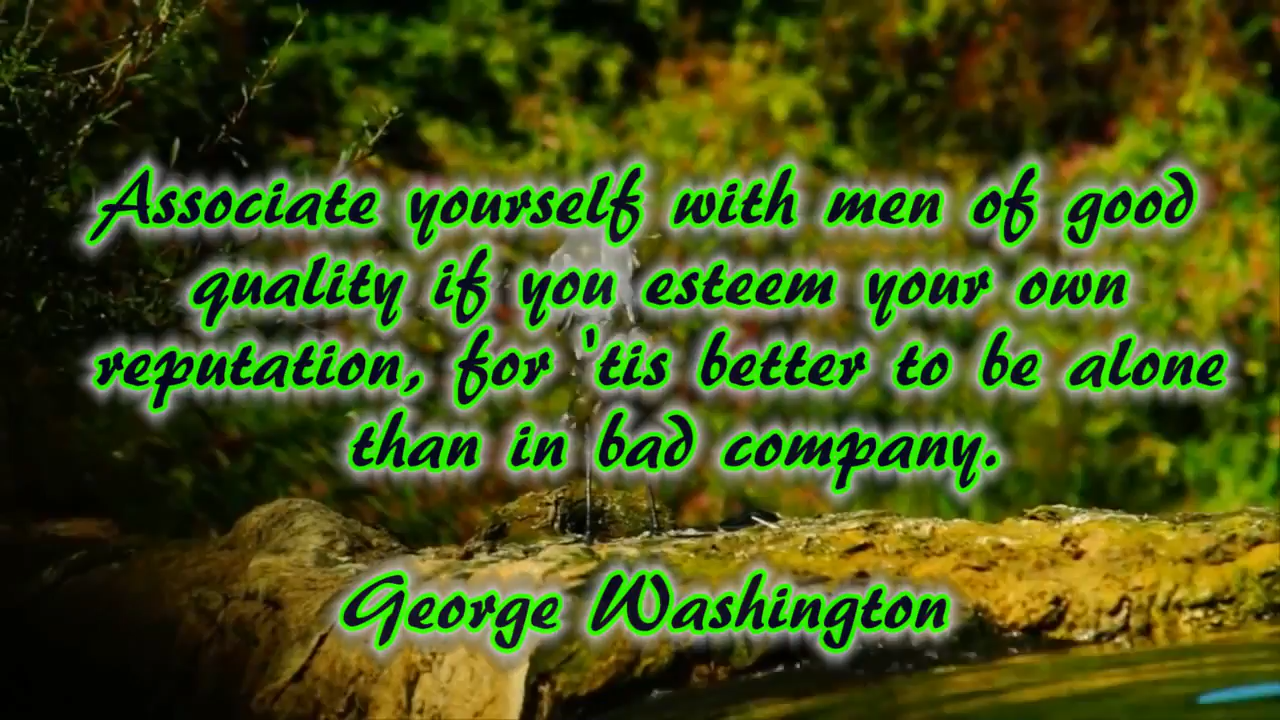 Associate yourself with men of good
quality if you esteem your own
reputation, for 'tis better to be alone
than in bad company.
George Washington